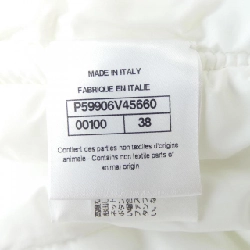 MADE IN ITALY
FABRIQUE EN ITALIE
P59906V45660
00100 38
Contient des parties non textiles d'origine
animale Contains non textile parts of
animal origin